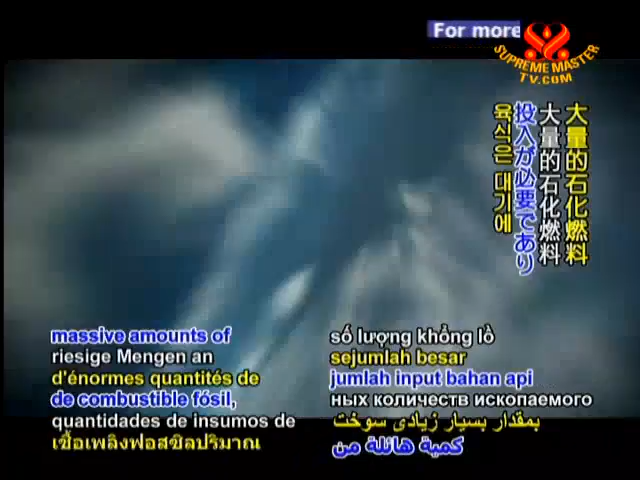 For more
SUPREME MASTER
TV.COM
大量的石化燃料
大量的石化燃料
投入が必要であり
육식은 대기에
massive amounts of
riesige Mengen an
d'énormes quantités de
de combustible fósil,
quantidades de insumos de
เชื้อเพลิงฟอสซิลปริมาณ
số lượng khổng lồ
sejumlah besar
jumlah input bahan api
ных количеств ископаемого
بمقدار بسیار زیادی سوخت
كمية هائلة من